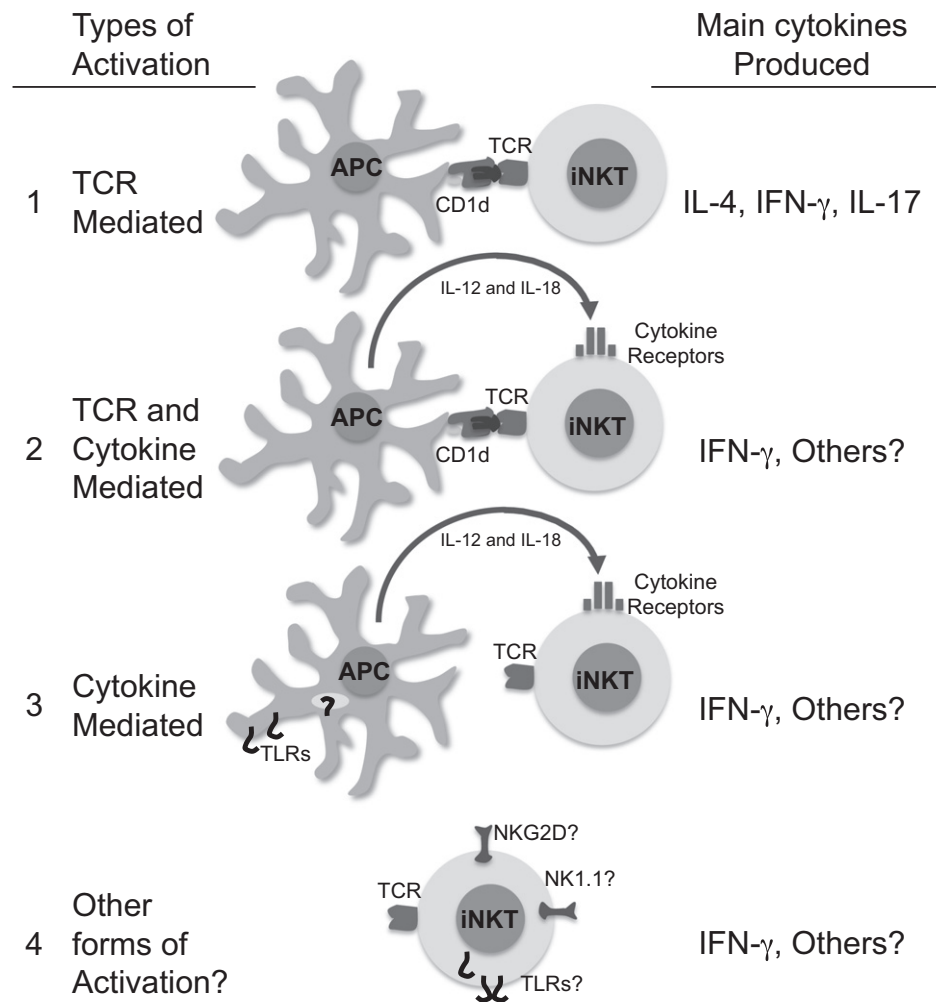 Types of
Activation
Main cytokines
Produced
1
TCR
Mediated
APC
TCR
CD1d
iNKT
IL-4, IFN-γ, IL-17
2
TCR and
Cytokine
Mediated
IL-12 and IL-18
Cytokine
Receptors
APC
TCR
CD1d
iNKT
IFN-γ, Others?
3
Cytokine
Mediated
IL-12 and IL-18
Cytokine
Receptors
APC
?
TLRs
TCR
iNKT
IFN-γ, Others?
4
Other
forms of
Activation?
NKG2D?
NK1.1?
TCR
iNKT
TLRs?
IFN-γ, Others?